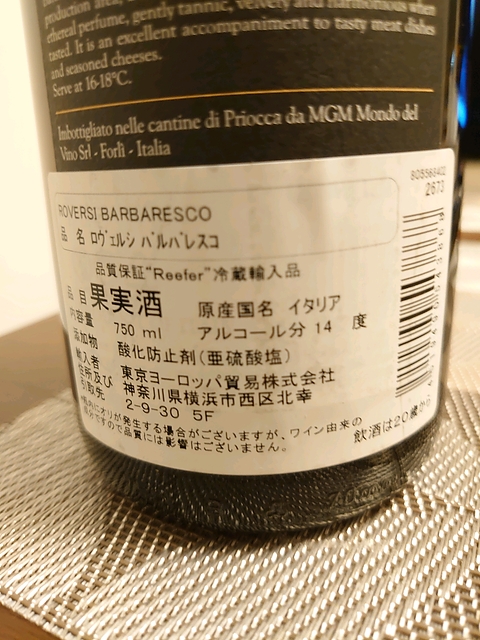 production area,
ethereal perfume, gently tannic, velvety and harmonious when
tasted. It is an excellent accompaniment to tasty meat dishes
and seasoned cheeses.
Serve at 16-18°C.
Imbottigliato nelle cantine di Priocca da MGM Mondo del
Vino Srl - Forlì - Italia
805568402
2673
ROVERSI BARBARESCO
品 名 ロヴェルシ バルバレスコ
品質保証"Reefer"冷蔵輸入品
品目 果実酒 原産国名 イタリア
内容量 750 ml アルコール分 14 度
添加物 酸化防止剤(亜硫酸塩)
輸入者 東京ヨーロッパ貿易株式会社
住所及び 神奈川県横浜市西区北幸
引取先 2-9-30 5F
オリが発生する場合がございますが、ワイン由来の
ですので品質には影響はございません。
飲酒は20歳から